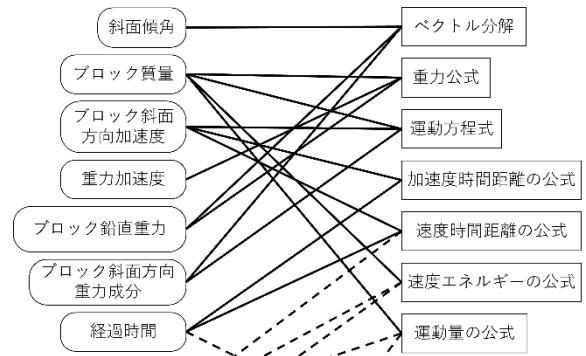 斜面傾角
ブロック質量
ブロック斜面
方向加速度
重力加速度
ブロック鉛直重力
ブロック斜面方向
重力成分
経過時間
ベクトル分解
重力公式
運動方程式
加速度時間距離の公式
速度時間距離の公式
速度エネルギーの公式
運動量の公式